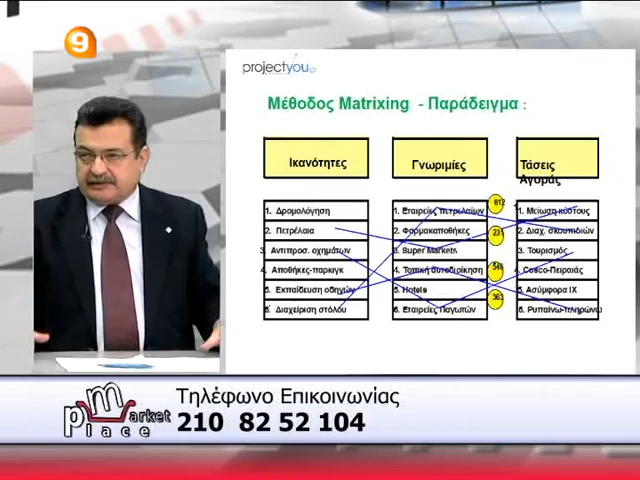 9
projectyou.gr
Μέθοδος Matrixing - Παράδειγμα :
Ικανότητες
Γνωριμίες
Τάσεις
Αγοράς
1. Δρομολόγηση
2. Πετρέλαια
3. Αντιπροσ. οχημάτων
4. Αποθήκες-παρκιγκ
5. Εκπαίδευση οδηγών
6. Διαχείριση στόλου
1. Εταιρείες πετρελαίων
2. Φαρμακαποθήκες
3. Super Markets
4. Τοπική αυτοδιοίκηση
5. Hotels
6. Εταιρείες Παγωτών
612
231
546
363
1. Μείωση κόστους
2. Διαχ. σκουπιδιών
3. Τουρισμός
4. Cosco-Πειραιάς
5. Ασύμφορα ΙΧ
6. Ρυπαίνω-πληρώνω
market
place
Τηλέφωνο Επικοινωνίας
210 82 52 104